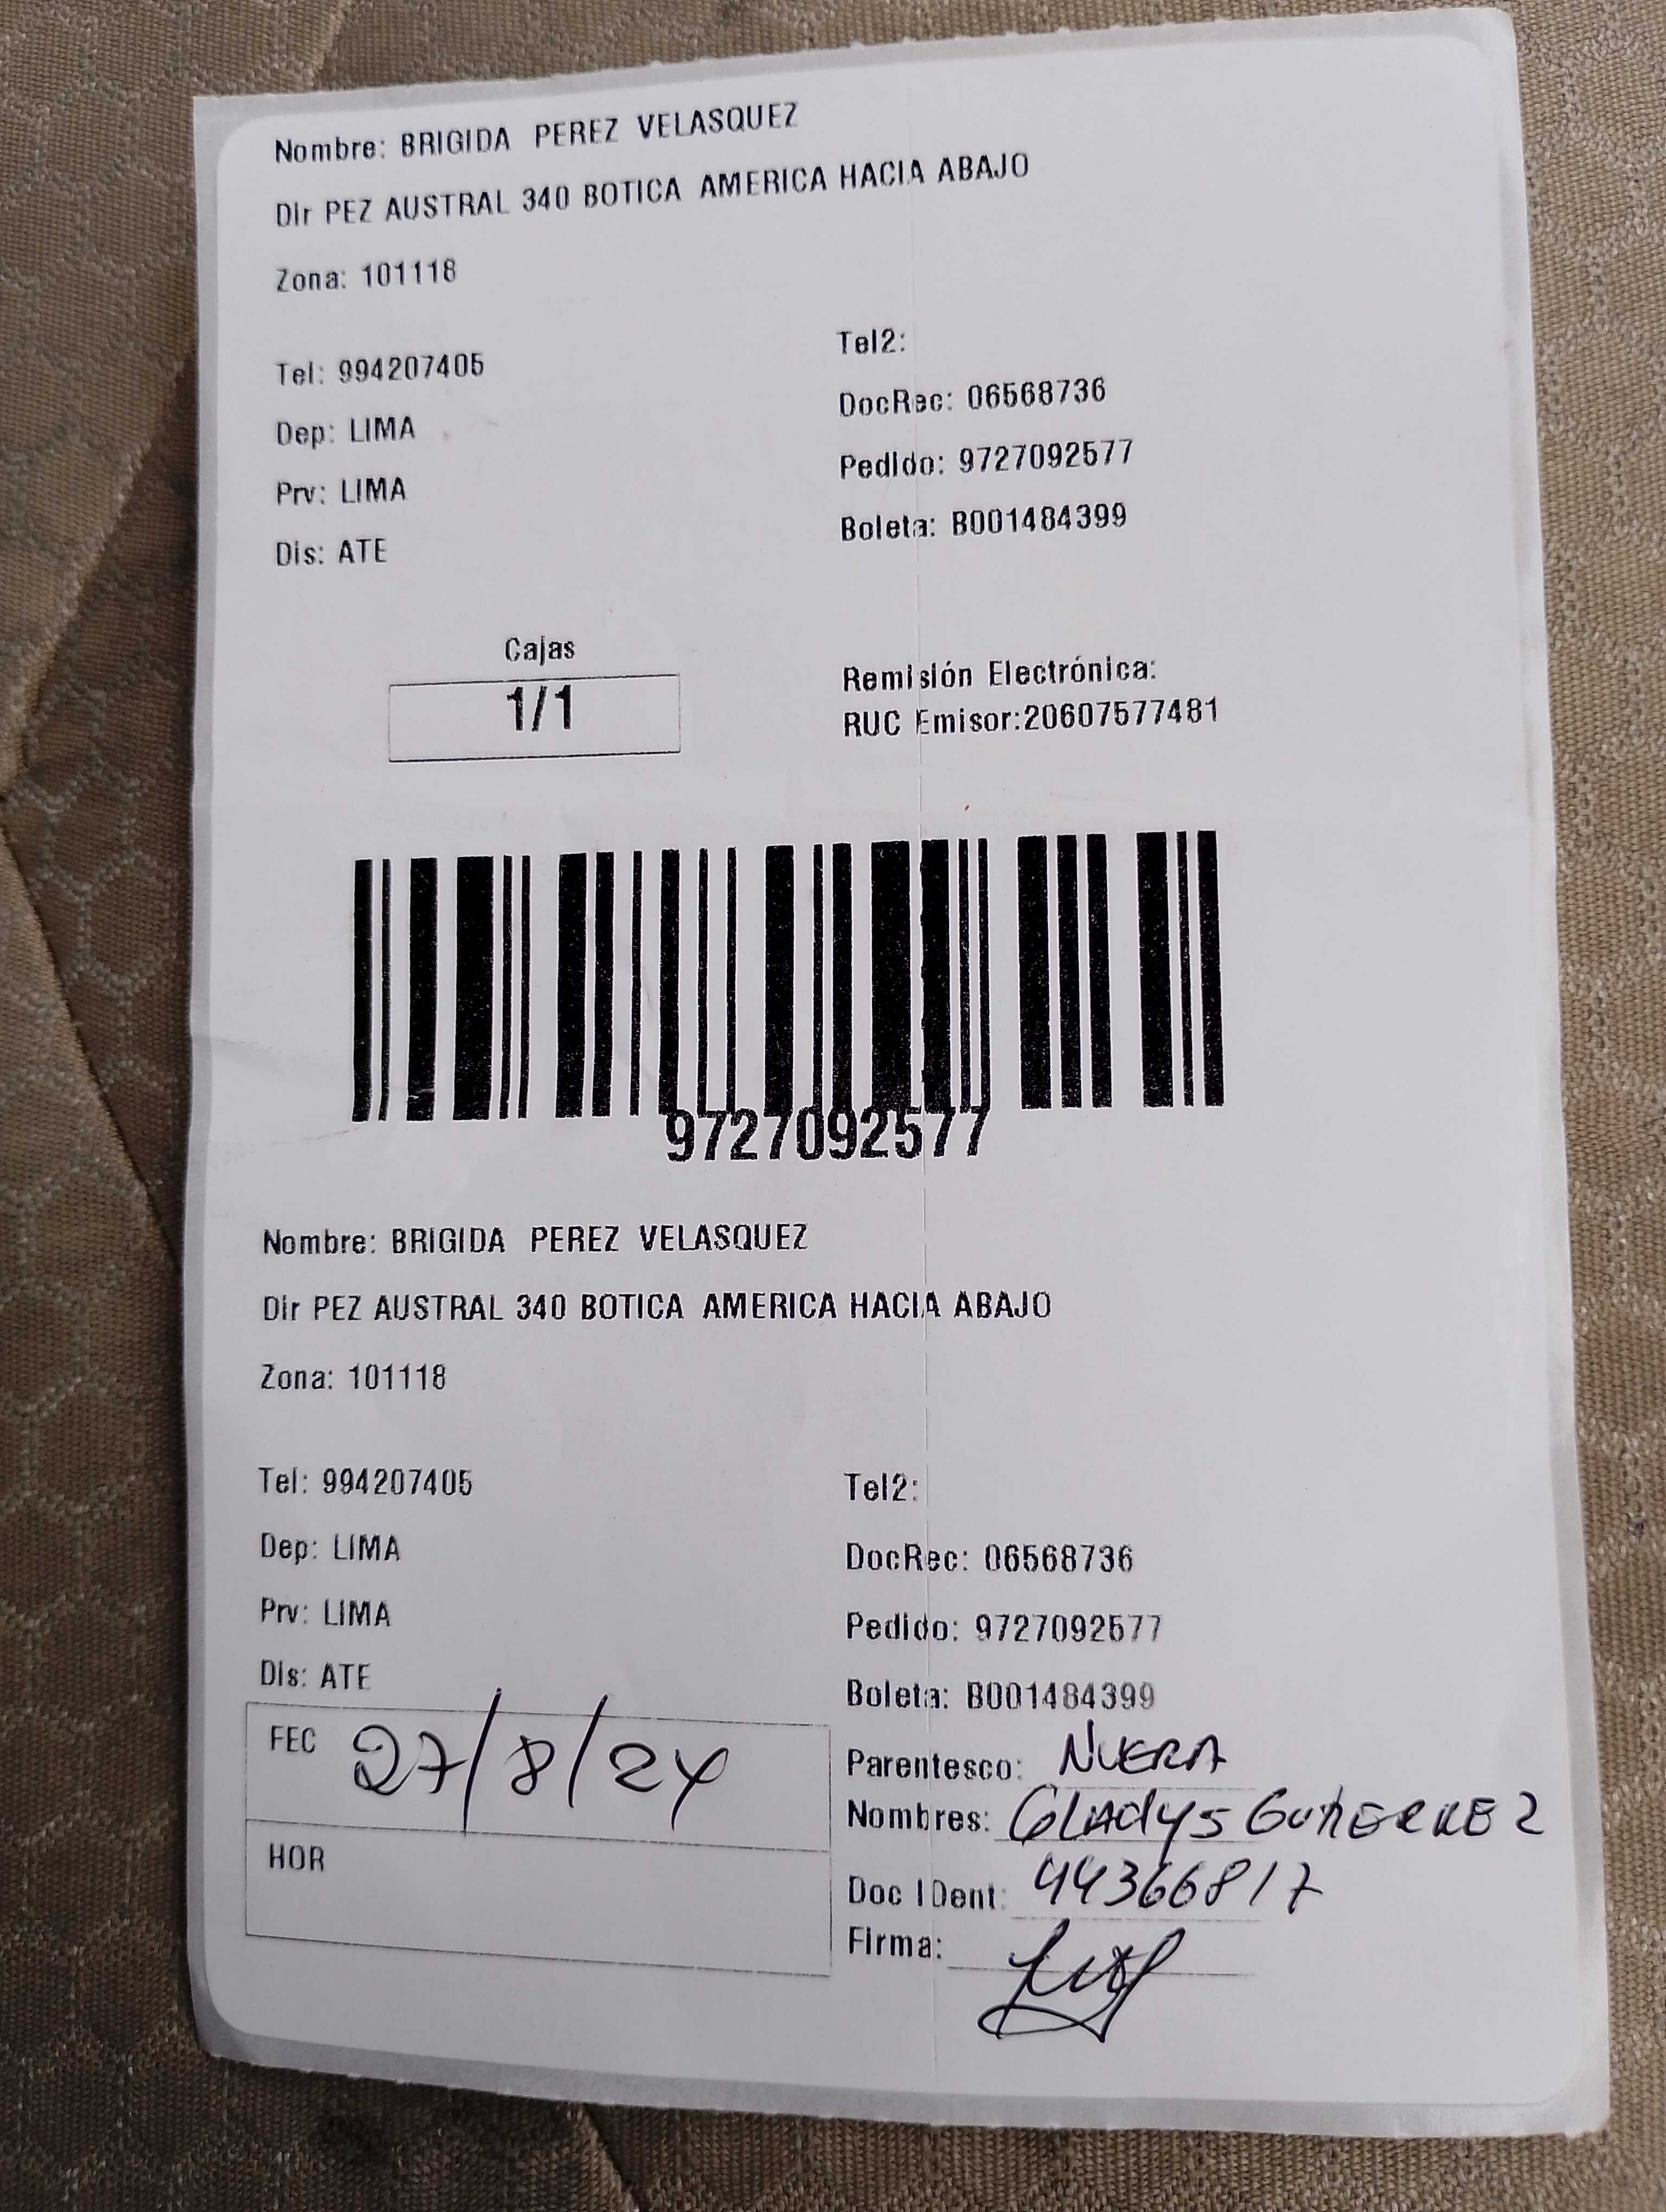 Nombre: BRIGIDA PEREZ VELASQUEZ
Dir PEZ AUSTRAL 340 BOTICA AMERICA HACIA ABAJO
Zona: 101118
Tel: 994207405
Tel2:
Dep: LIMA
DocRec: 06568736
Prv: LIMA
Pedido: 9727092577
Dis: ATE
Boleta: B001484399
Cajas
1/1
Remisión Electrónica:
RUC Emisor:20607577481
9727092577
Nombre: BRIGIDA PEREZ VELASQUEZ
Dir PEZ AUSTRAL 340 BOTICA AMERICA HACIA ABAJO
Zona: 101118
Tel: 994207405
Tel2:
Dep: LIMA
DocRec: 06568736
Prv: LIMA
Pedido: 9727092577
Dis: ATE
Boleta: B001484399
FEC 27/8/24
Parentesco: NUERA
Nombres: GLAdys GUTIERREZ
HOR
Doc IDent: 44366817
Firma: